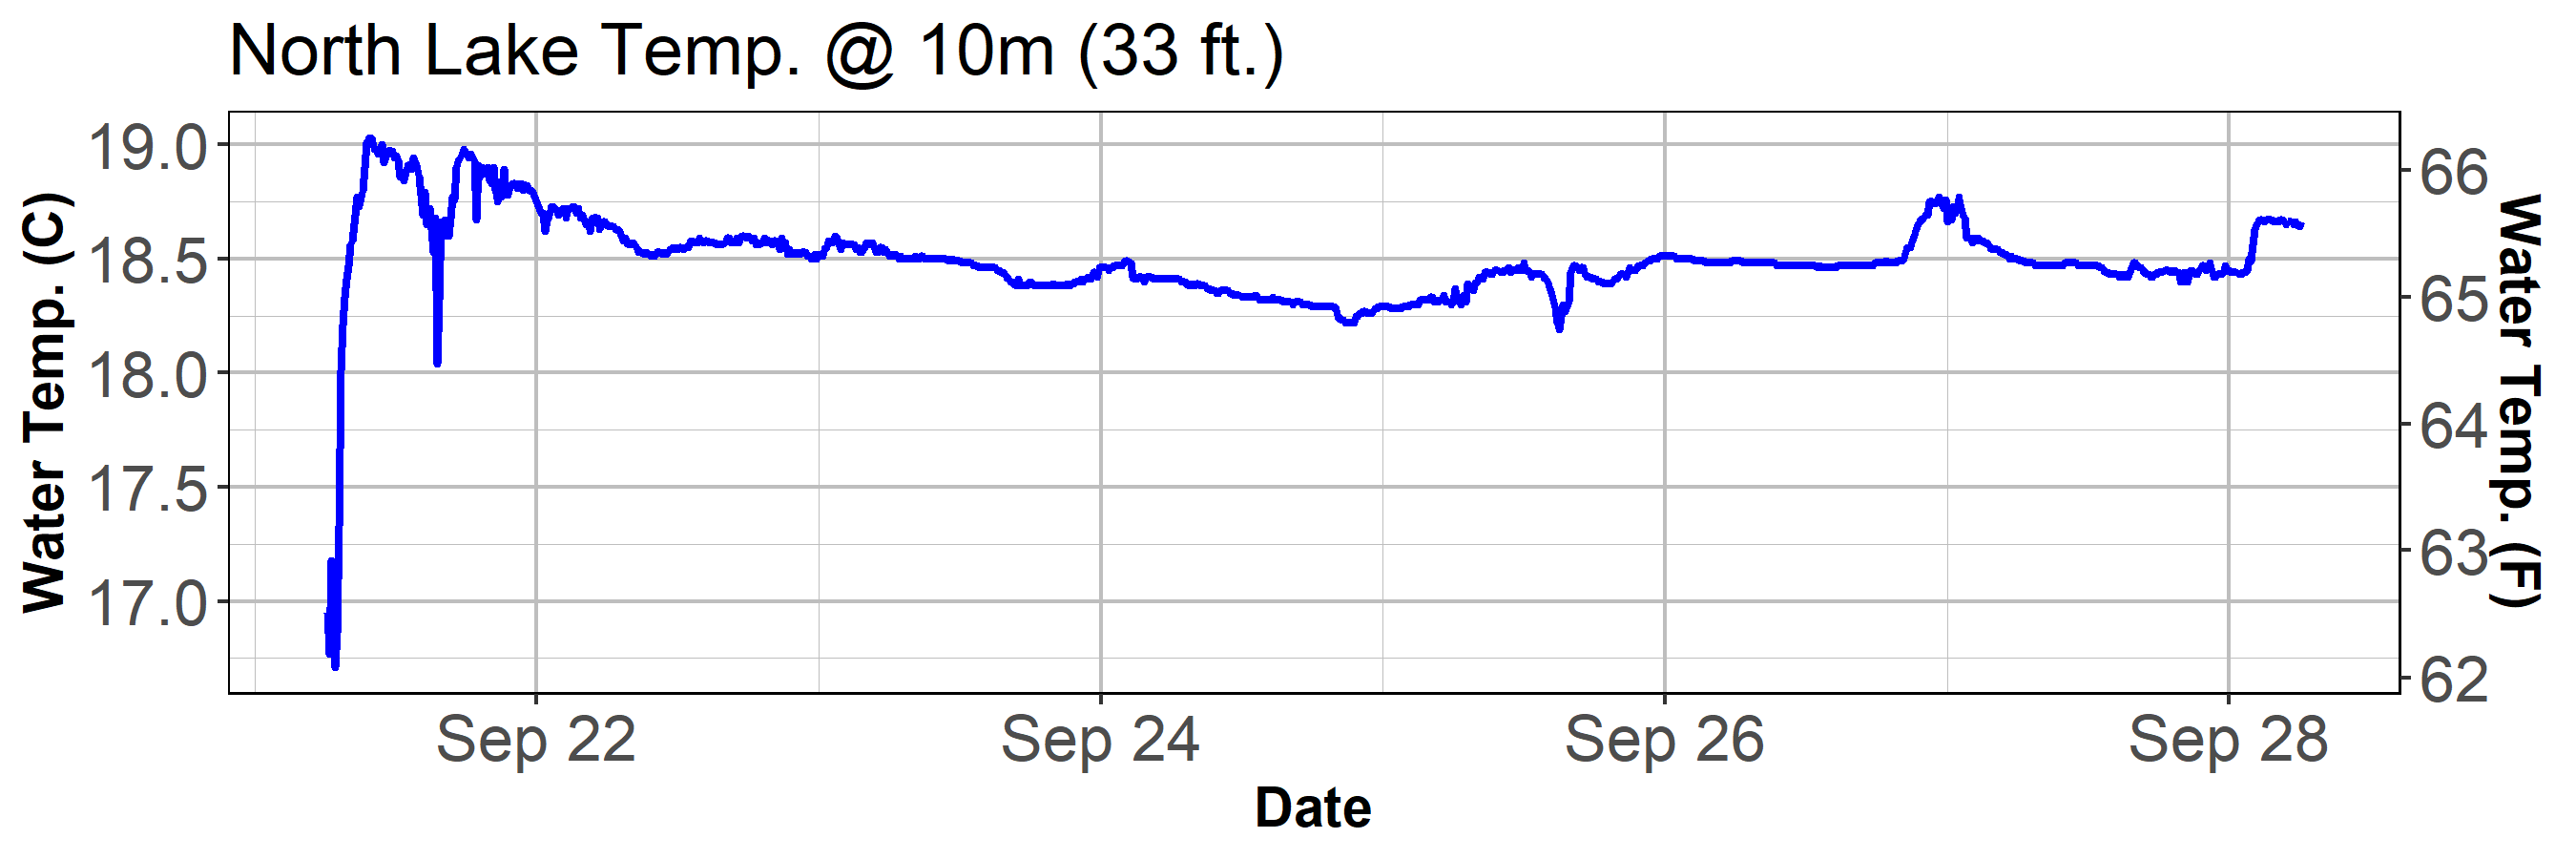 North Lake Temp. @ 10m (33 ft.)
Water Temp. (C)
19.0
18.5
18.0
17.5
17.0
66
65
64
63
62
Water Temp. (F)
Sep 22 Sep 24 Sep 26 Sep 28
Date